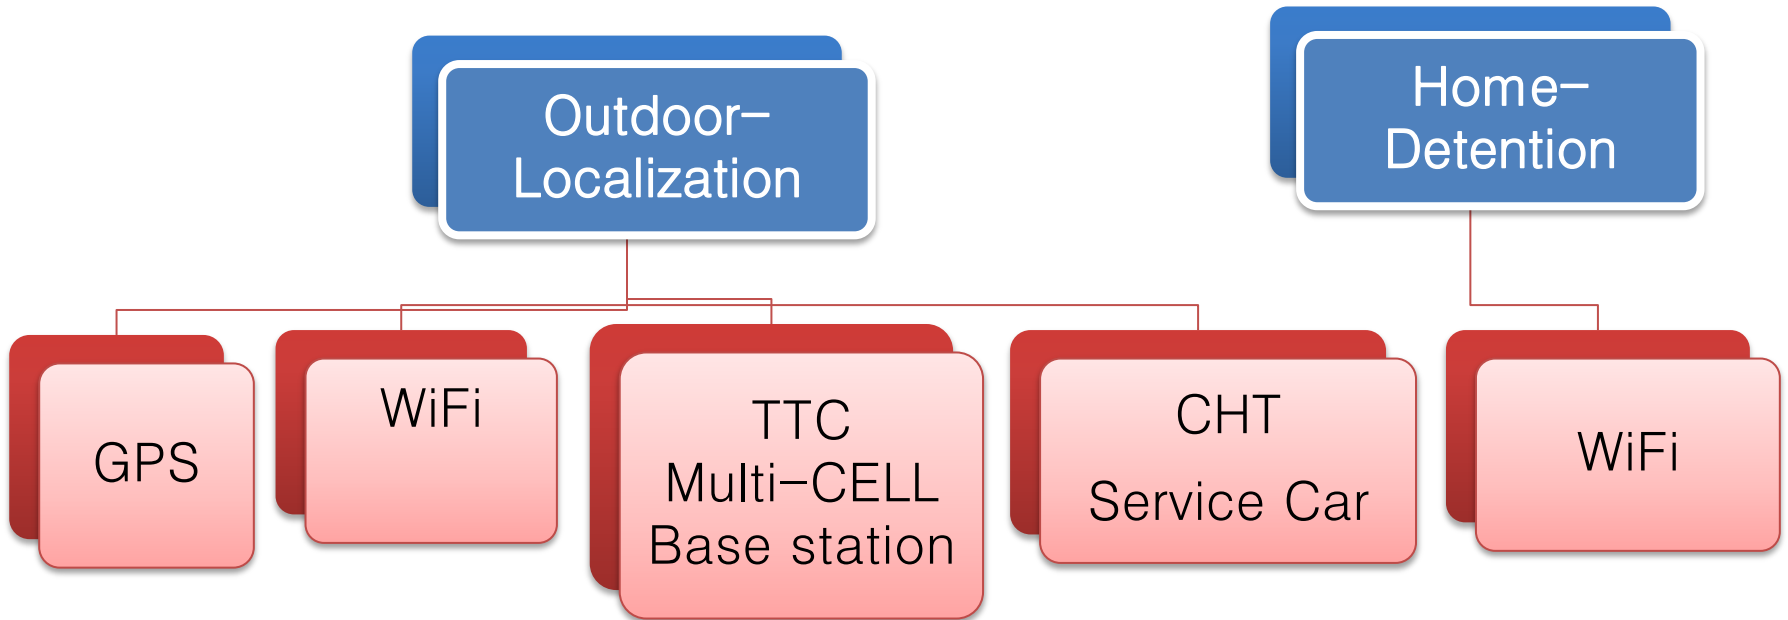 Outdoor-
Localization
Home-
Detention
GPS
WiFi
TTC
Multi-CELL
Base station
CHT
Service Car
WiFi